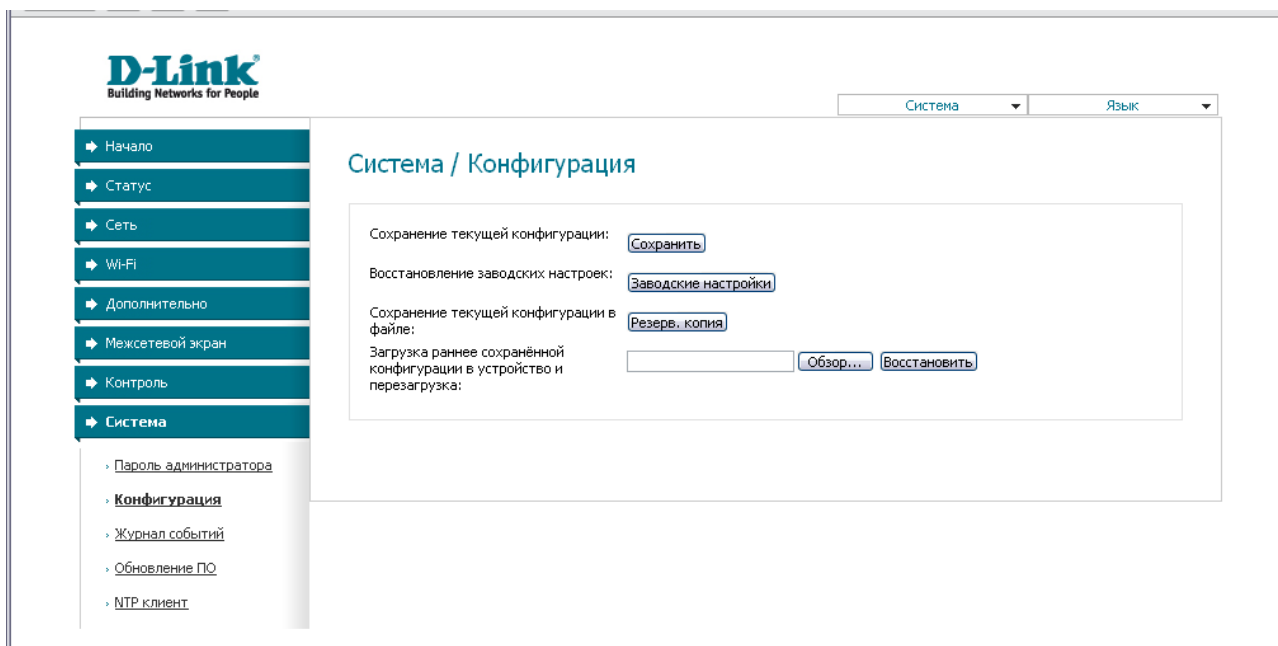 D-Link
Building Networks for People
Система
Язык
Начало
Статус
Сеть
Wi-Fi
Дополнительно
Межсетевой экран
Контроль
Система
Пароль администратора
Конфигурация
Журнал событий
Обновление ПО
NTP клиент
Система / Конфигурация
Сохранение текущей конфигурации:
Сохранить
Восстановление заводских настроек:
Заводские настройки
Сохранение текущей конфигурации в
файле:
Резерв. копия
Загрузка раннее сохранённой
конфигурации в устройство и
перезагрузка:
Обзор...
Восстановить